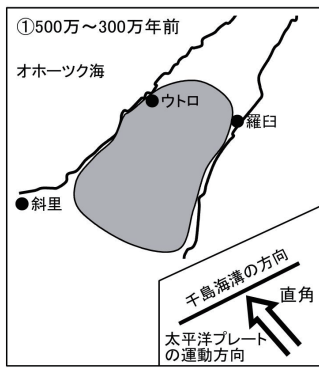 ①500万～300万年前
オホーツク海
ウトロ
羅臼
斜里
千島海溝の方向
直角
太平洋プレート
の運動方向